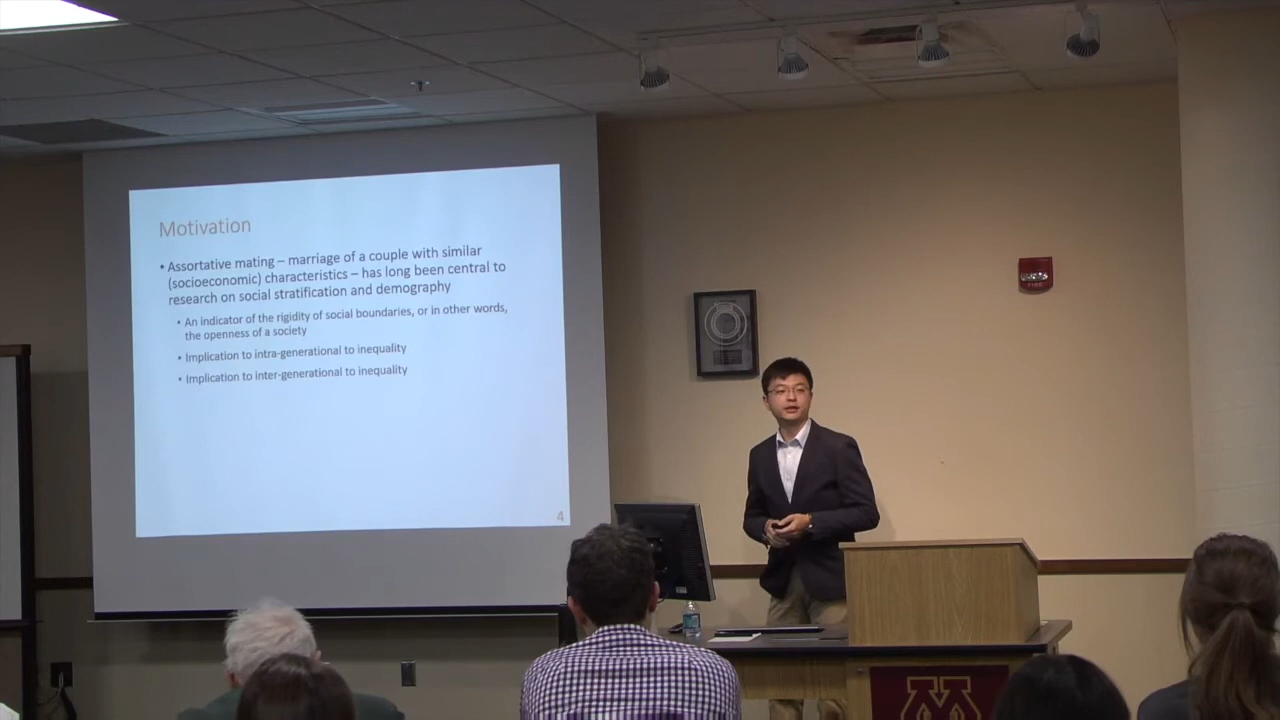 Motivation
• Assortative mating – marriage of a couple with similar
(socioeconomic) characteristics – has long been central to
research on social stratification and demography
• An indicator of the rigidity of social boundaries, or in other words,
the openness of a society
• Implication to intra-generational to inequality
• Implication to inter-generational to inequality
4
FIRE
M